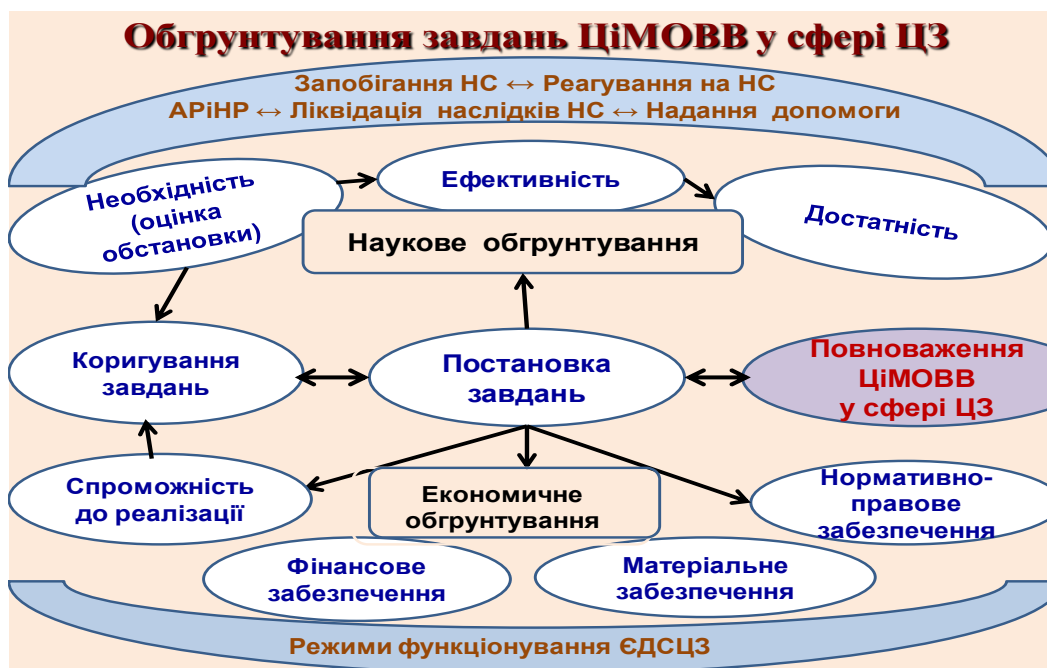 Обгрунтування завдань ЦіМОВВ у сфері ЦЗ
Запобігання НС ↔ Реагування на НС
АРіНР ↔ Ліквідація наслідків НС ↔ Надання допомоги
Необхідність
(оцінка
обстановки)
Ефективність
Достатність
Наукове обгрунтування
Коригування
завдань
Постановка
завдань
Повноваження
ЦіМОВВ
у сфері ЦЗ
Спроможність
до реалізації
Економичне
обгрунтування
Нормативно-
правове
забезпечення
Фінансове
забезпечення
Матеріальне
забезпечення
Режими функціонування ЄДСЦЗ